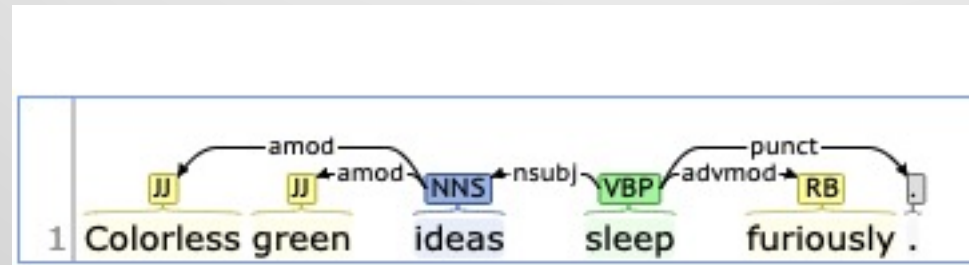 amod punct
amod nsubj advmod
JJ JJ NNS VBP RB .
1 Colorless green ideas sleep furiously .